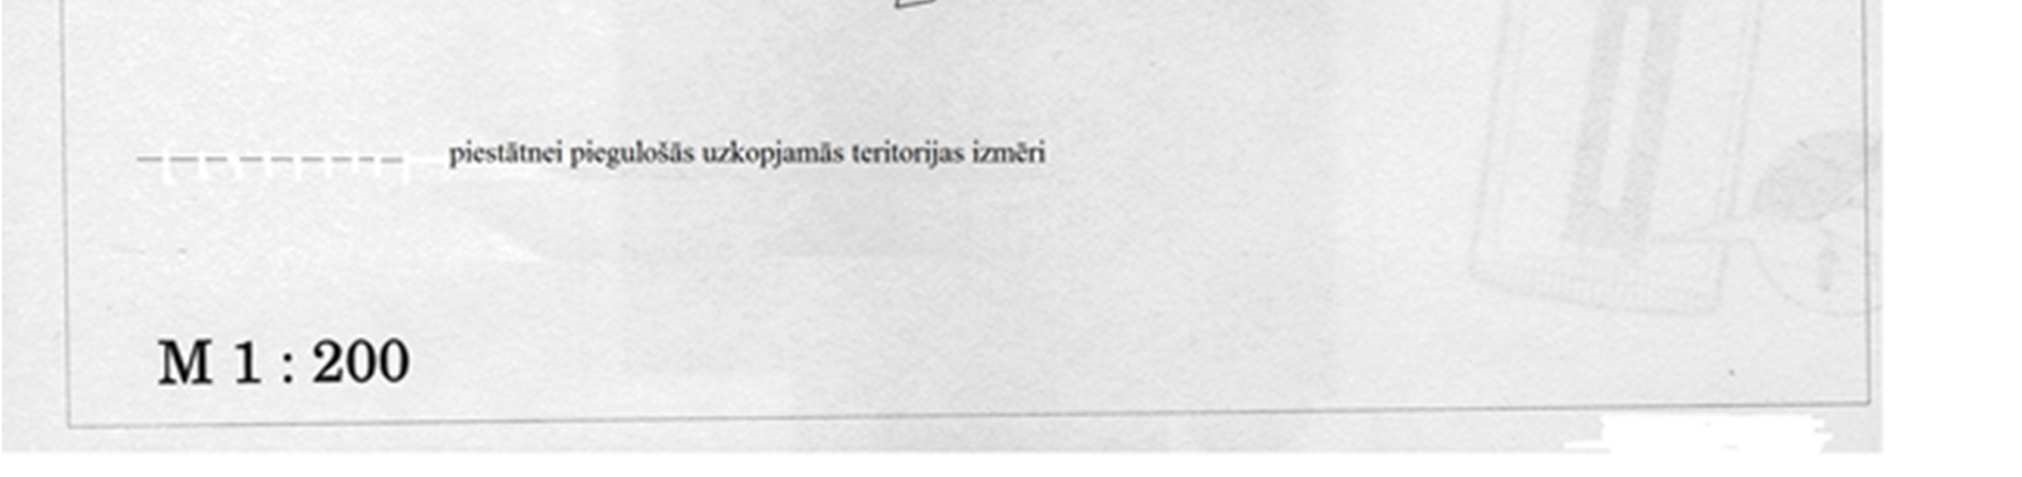 piestātnei piegulošās uzkopjamās teritorijas izmēri
M 1 : 200